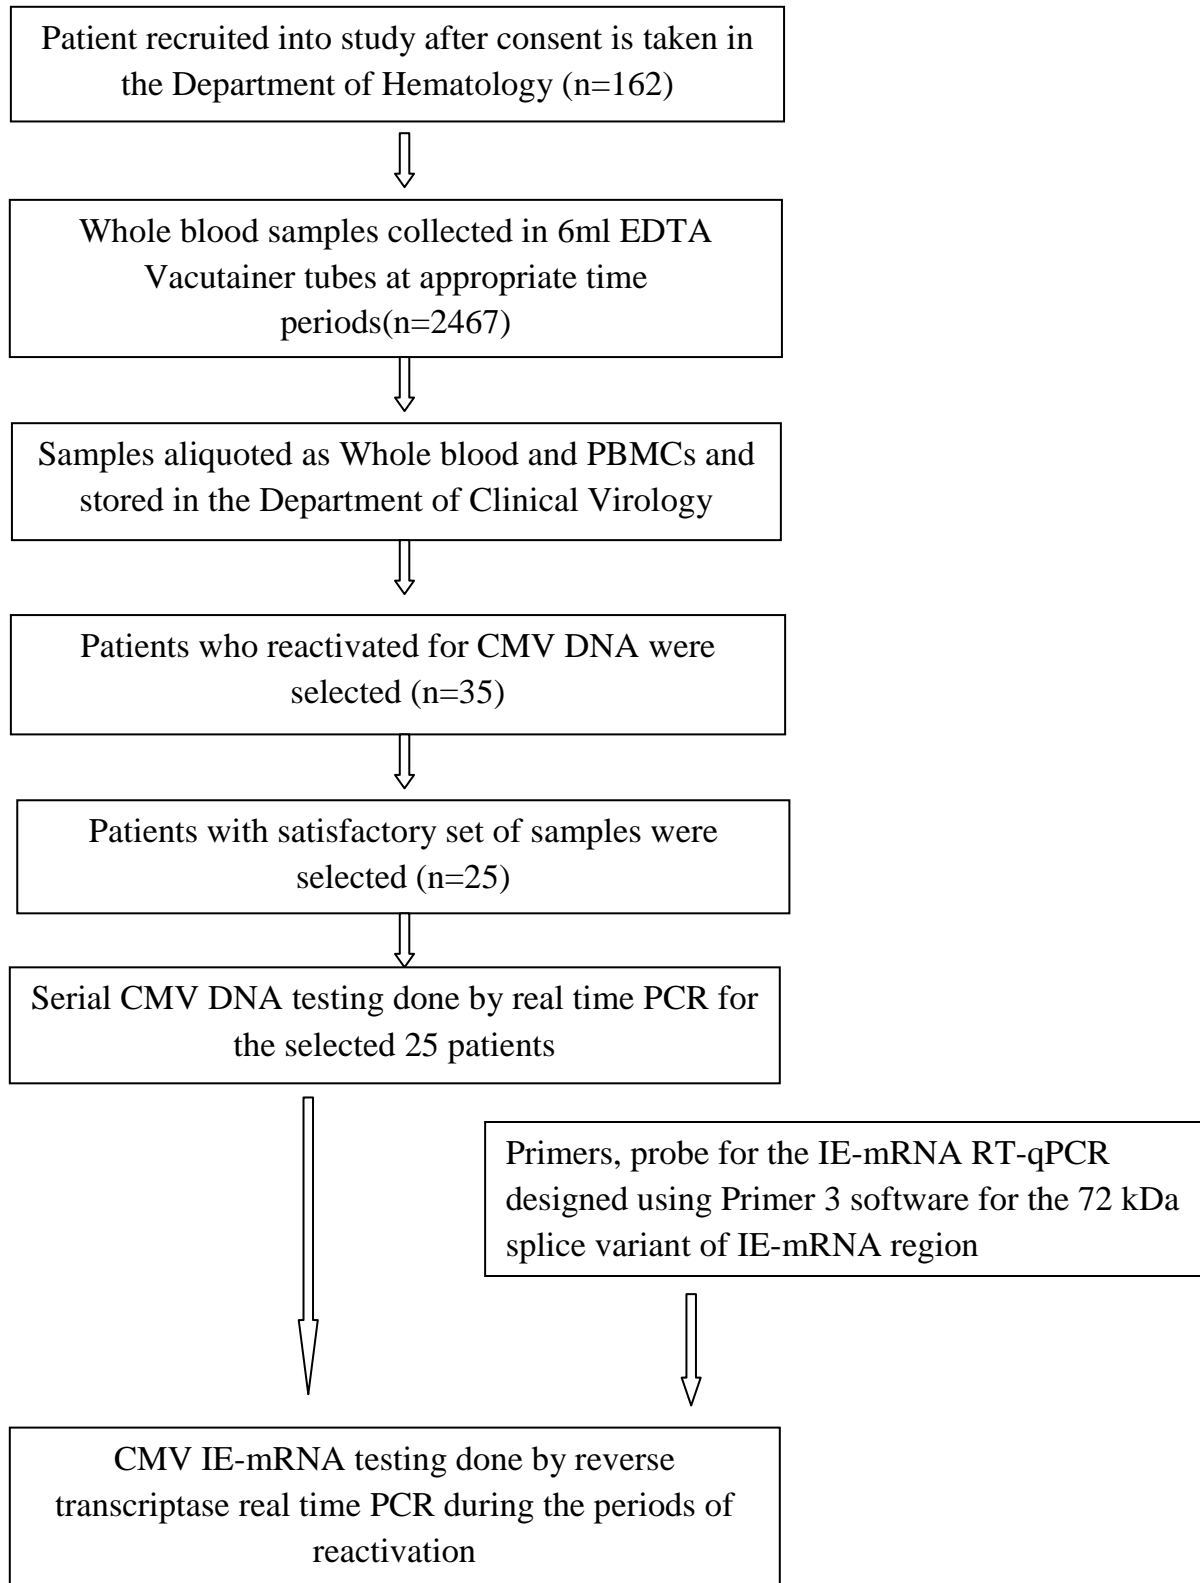 Patient recruited into study after consent is taken in
the Department of Hematology (n=162)
Whole blood samples collected in 6ml EDTA
Vacutainer tubes at appropriate time
periods(n=2467)
Samples aliquoted as Whole blood and PBMCs and
stored in the Department of Clinical Virology
Patients who reactivated for CMV DNA were
selected (n=35)
Patients with satisfactory set of samples were
selected (n=25)
Serial CMV DNA testing done by real time PCR for
the selected 25 patients
Primers, probe for the IE-mRNA RT-qPCR
designed using Primer 3 software for the 72 kDa
splice variant of IE-mRNA region
CMV IE-mRNA testing done by reverse
transcriptase real time PCR during the periods of
reactivation